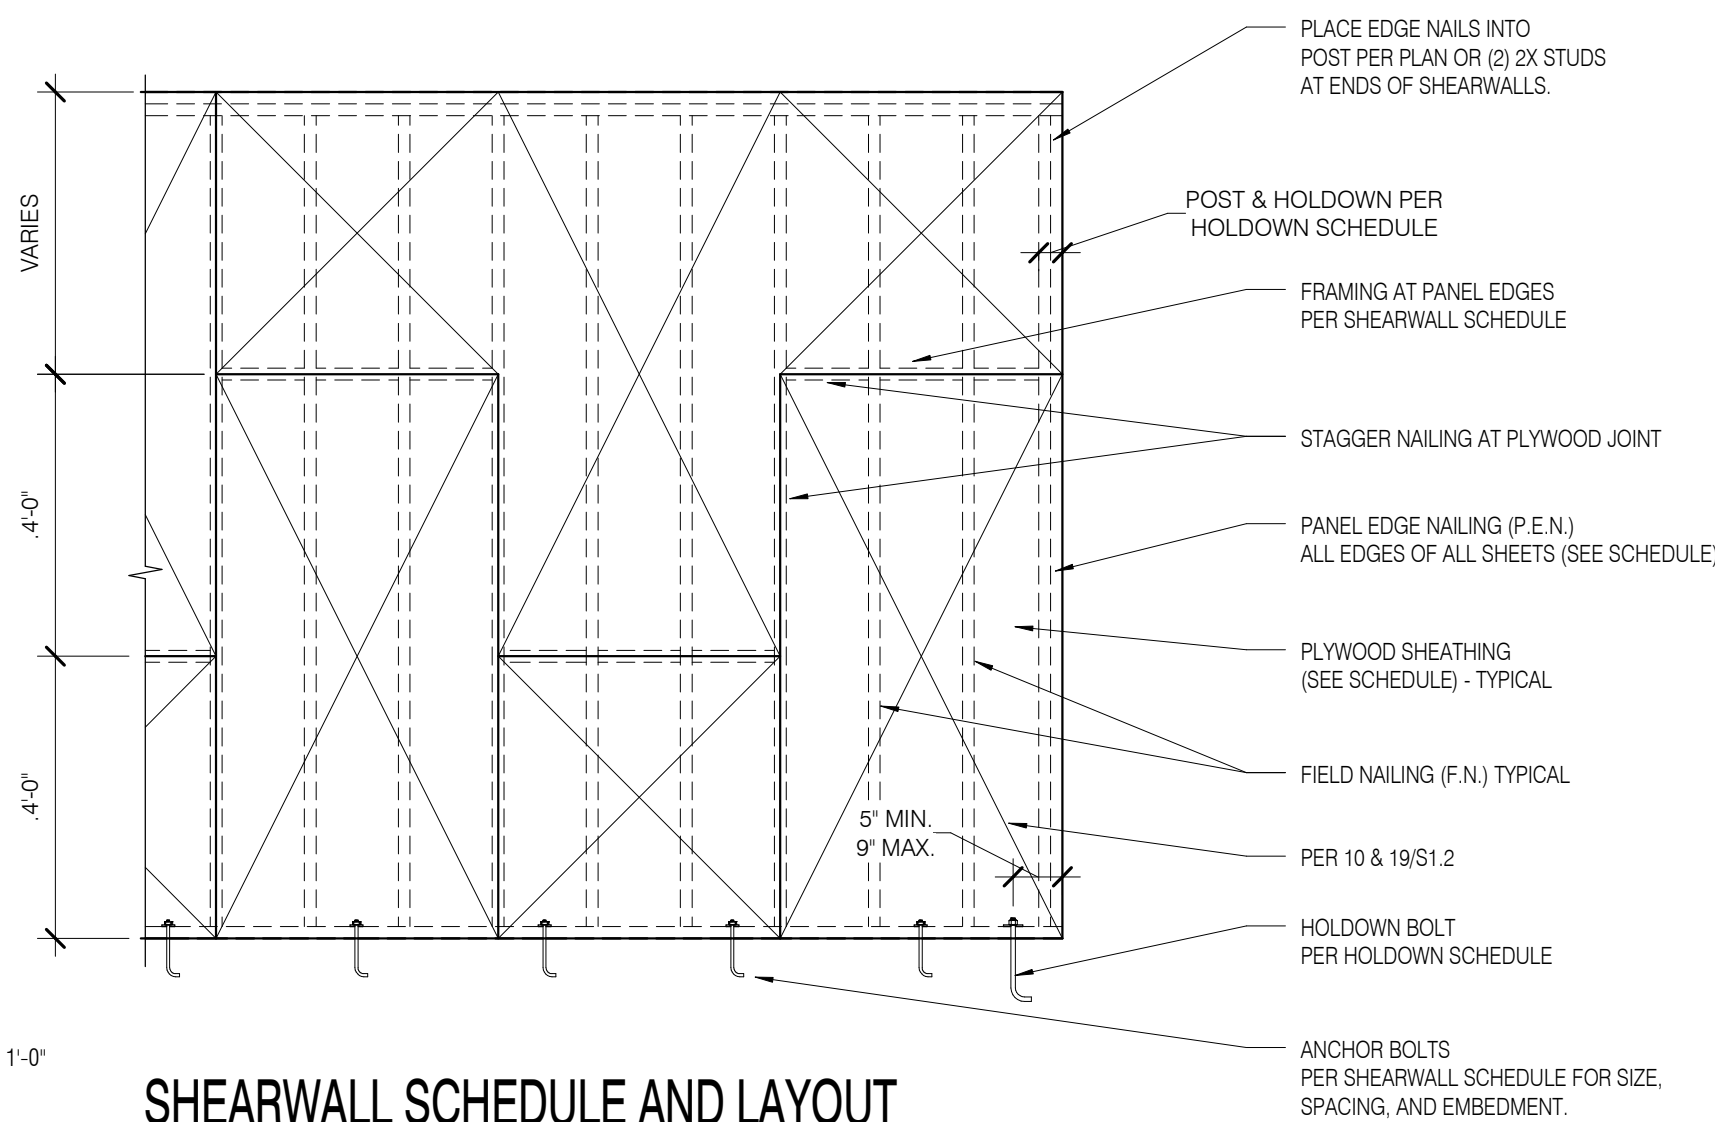 PLACE EDGE NAILS INTO
POST PER PLAN OR (2) 2X STUDS
AT ENDS OF SHEARWALLS.
POST & HOLDOWN PER
HOLDOWN SCHEDULE
VARIES
FRAMING AT PANEL EDGES
PER SHEARWALL SCHEDULE
STAGGER NAILING AT PLYWOOD JOINT
.4'-0"
PANEL EDGE NAILING (P.E.N.)
ALL EDGES OF ALL SHEETS (SEE SCHEDULE)
PLYWOOD SHEATHING
(SEE SCHEDULE) - TYPICAL
.4'-0"
FIELD NAILING (F.N.) TYPICAL
5" MIN.
9" MAX.
PER 10 & 19/S1.2
HOLDOWN BOLT
PER HOLDOWN SCHEDULE
ANCHOR BOLTS
PER SHEARWALL SCHEDULE FOR SIZE,
SPACING, AND EMBEDMENT.
1'-0"
SHEARWALL SCHEDULE AND LAYOUT